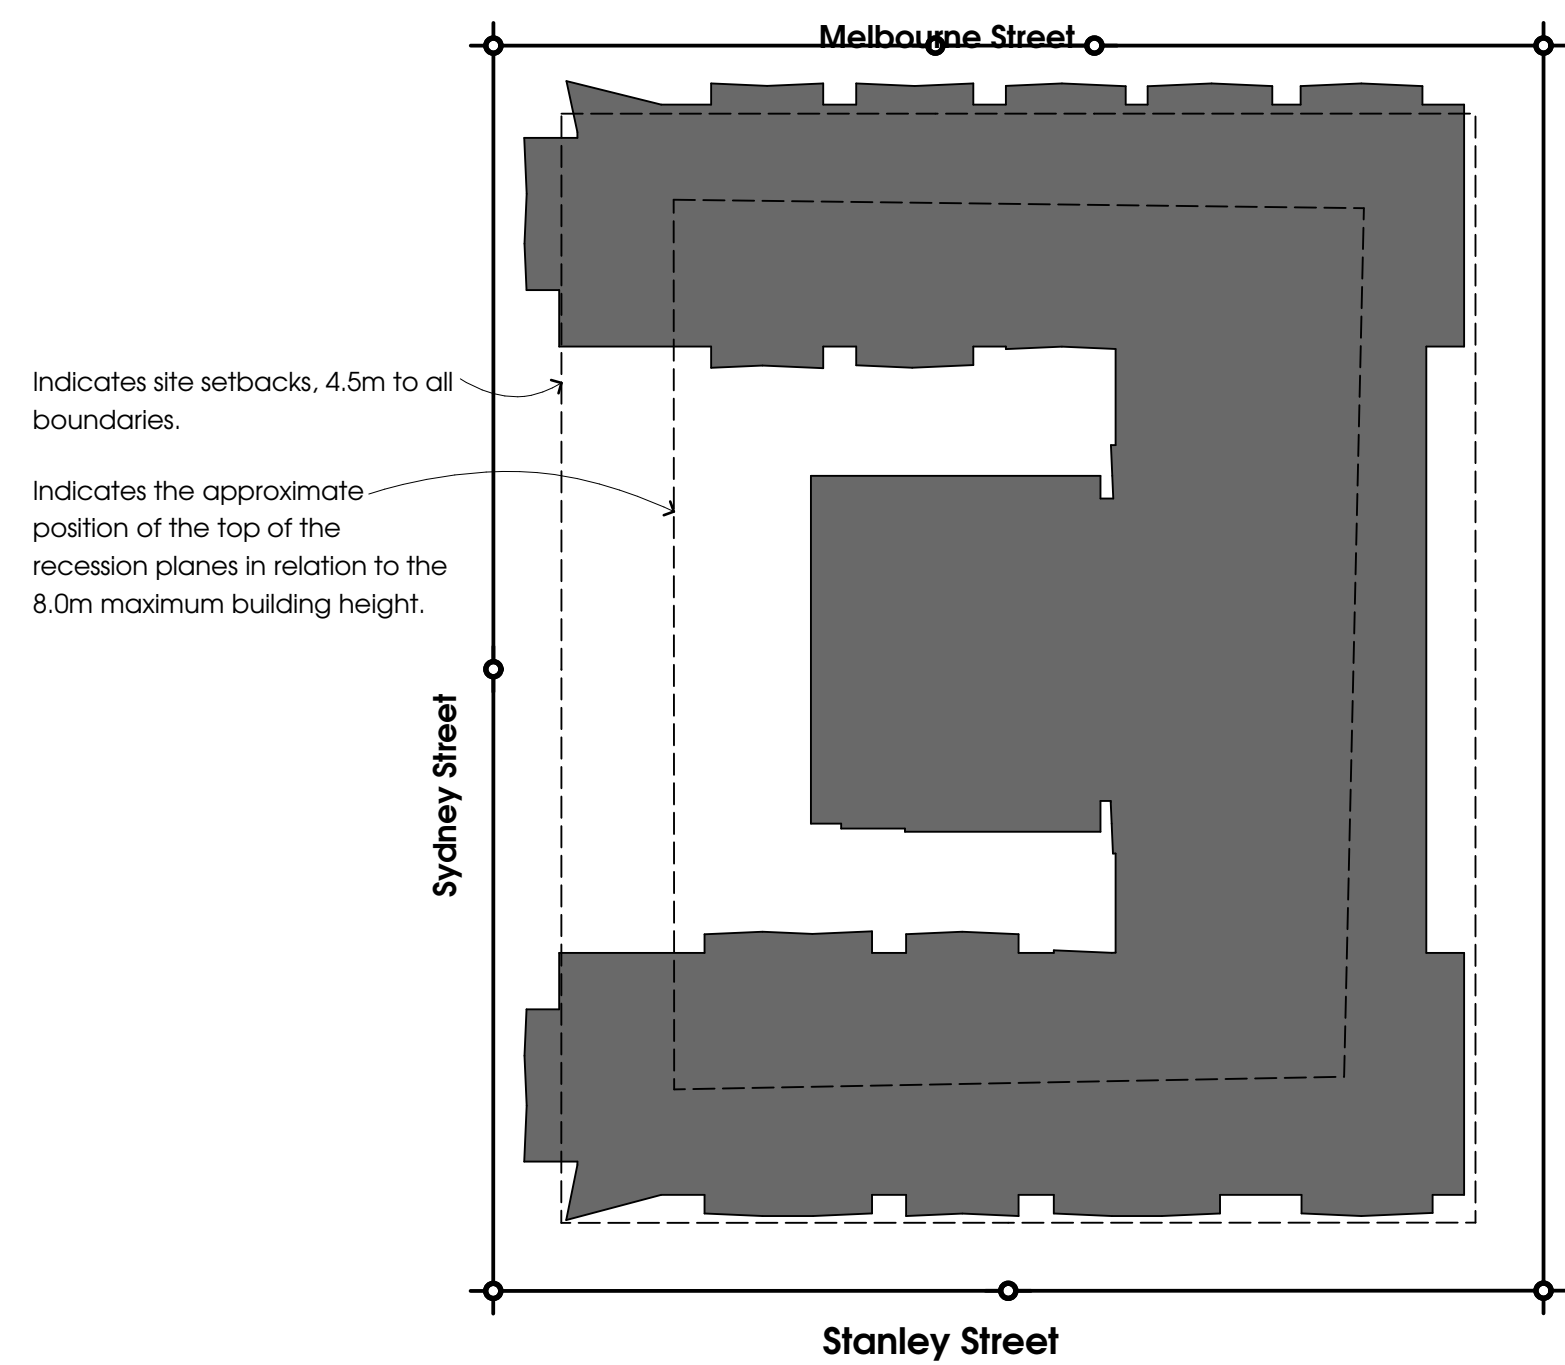 Melbourne Street
Indicates site setbacks, 4.5m to all
boundaries.
Indicates the approximate
position of the top of the
recession planes in relation to the
8.0m maximum building height.
Sydney Street
Stanley Street